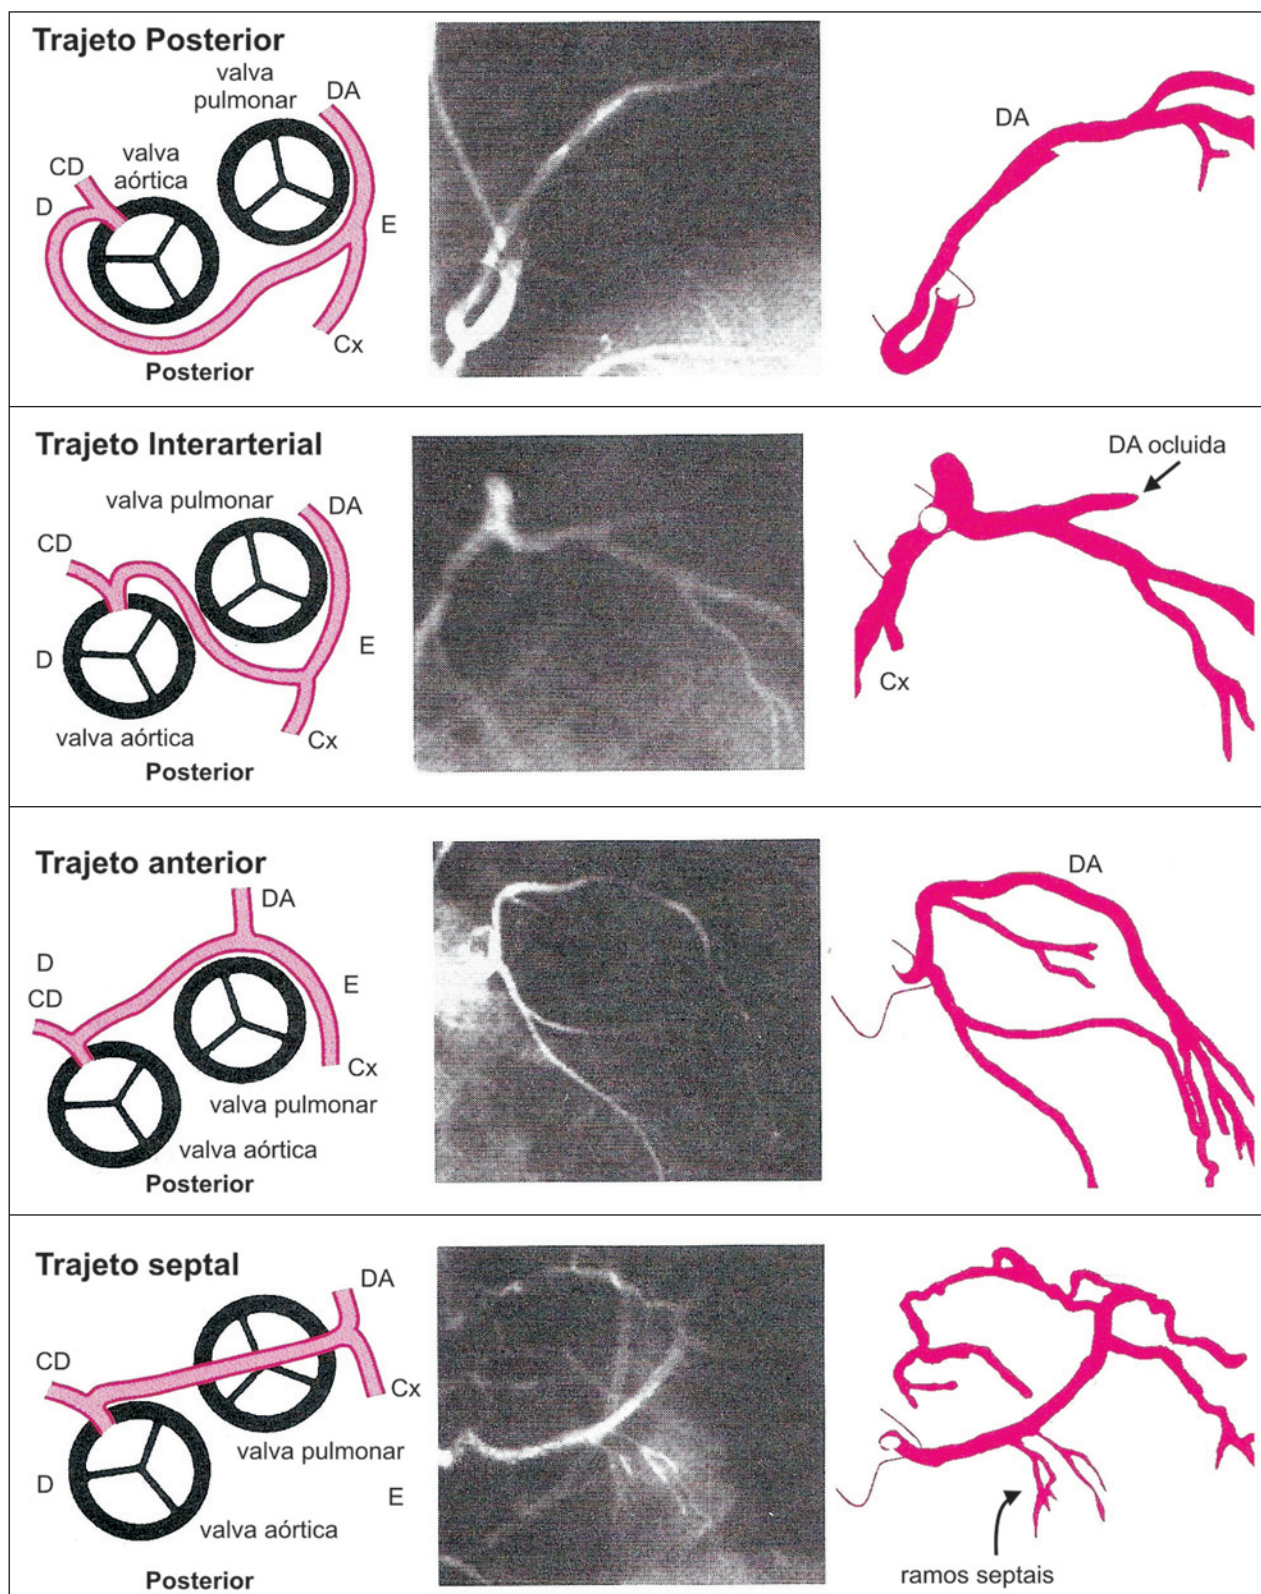 Trajeto Posterior
valva
pulmonar
DA
valva
aórtica
CD
D
E
Cx
Posterior
DA
Trajeto Interarterial
valva pulmonar
DA
CD
D
E
valva aórtica
Cx
Posterior
DA ocluida
Cx
Trajeto anterior
DA
D
CD
E
Cx
valva pulmonar
valva aórtica
Posterior
DA
Trajeto septal
DA
CD
Cx
valva pulmonar
D
E
valva aórtica
Posterior
ramos septais